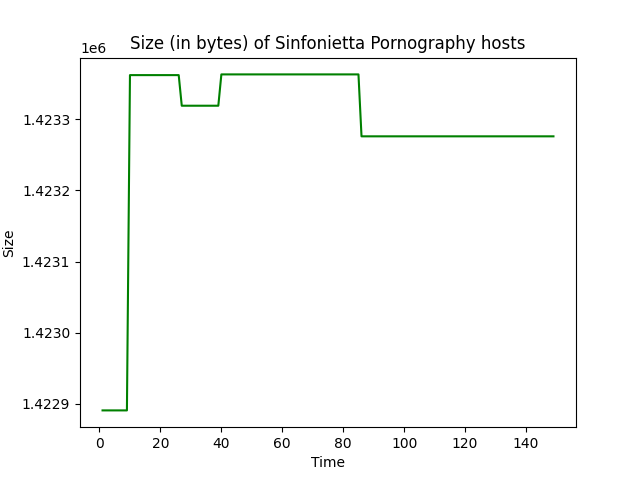 Size (in bytes) of Sinfonietta Pornography hosts
1e6
1.4233
1.4232
1.4231
1.4230
1.4229
Size
0 20 40 60 80 100 120 140
Time